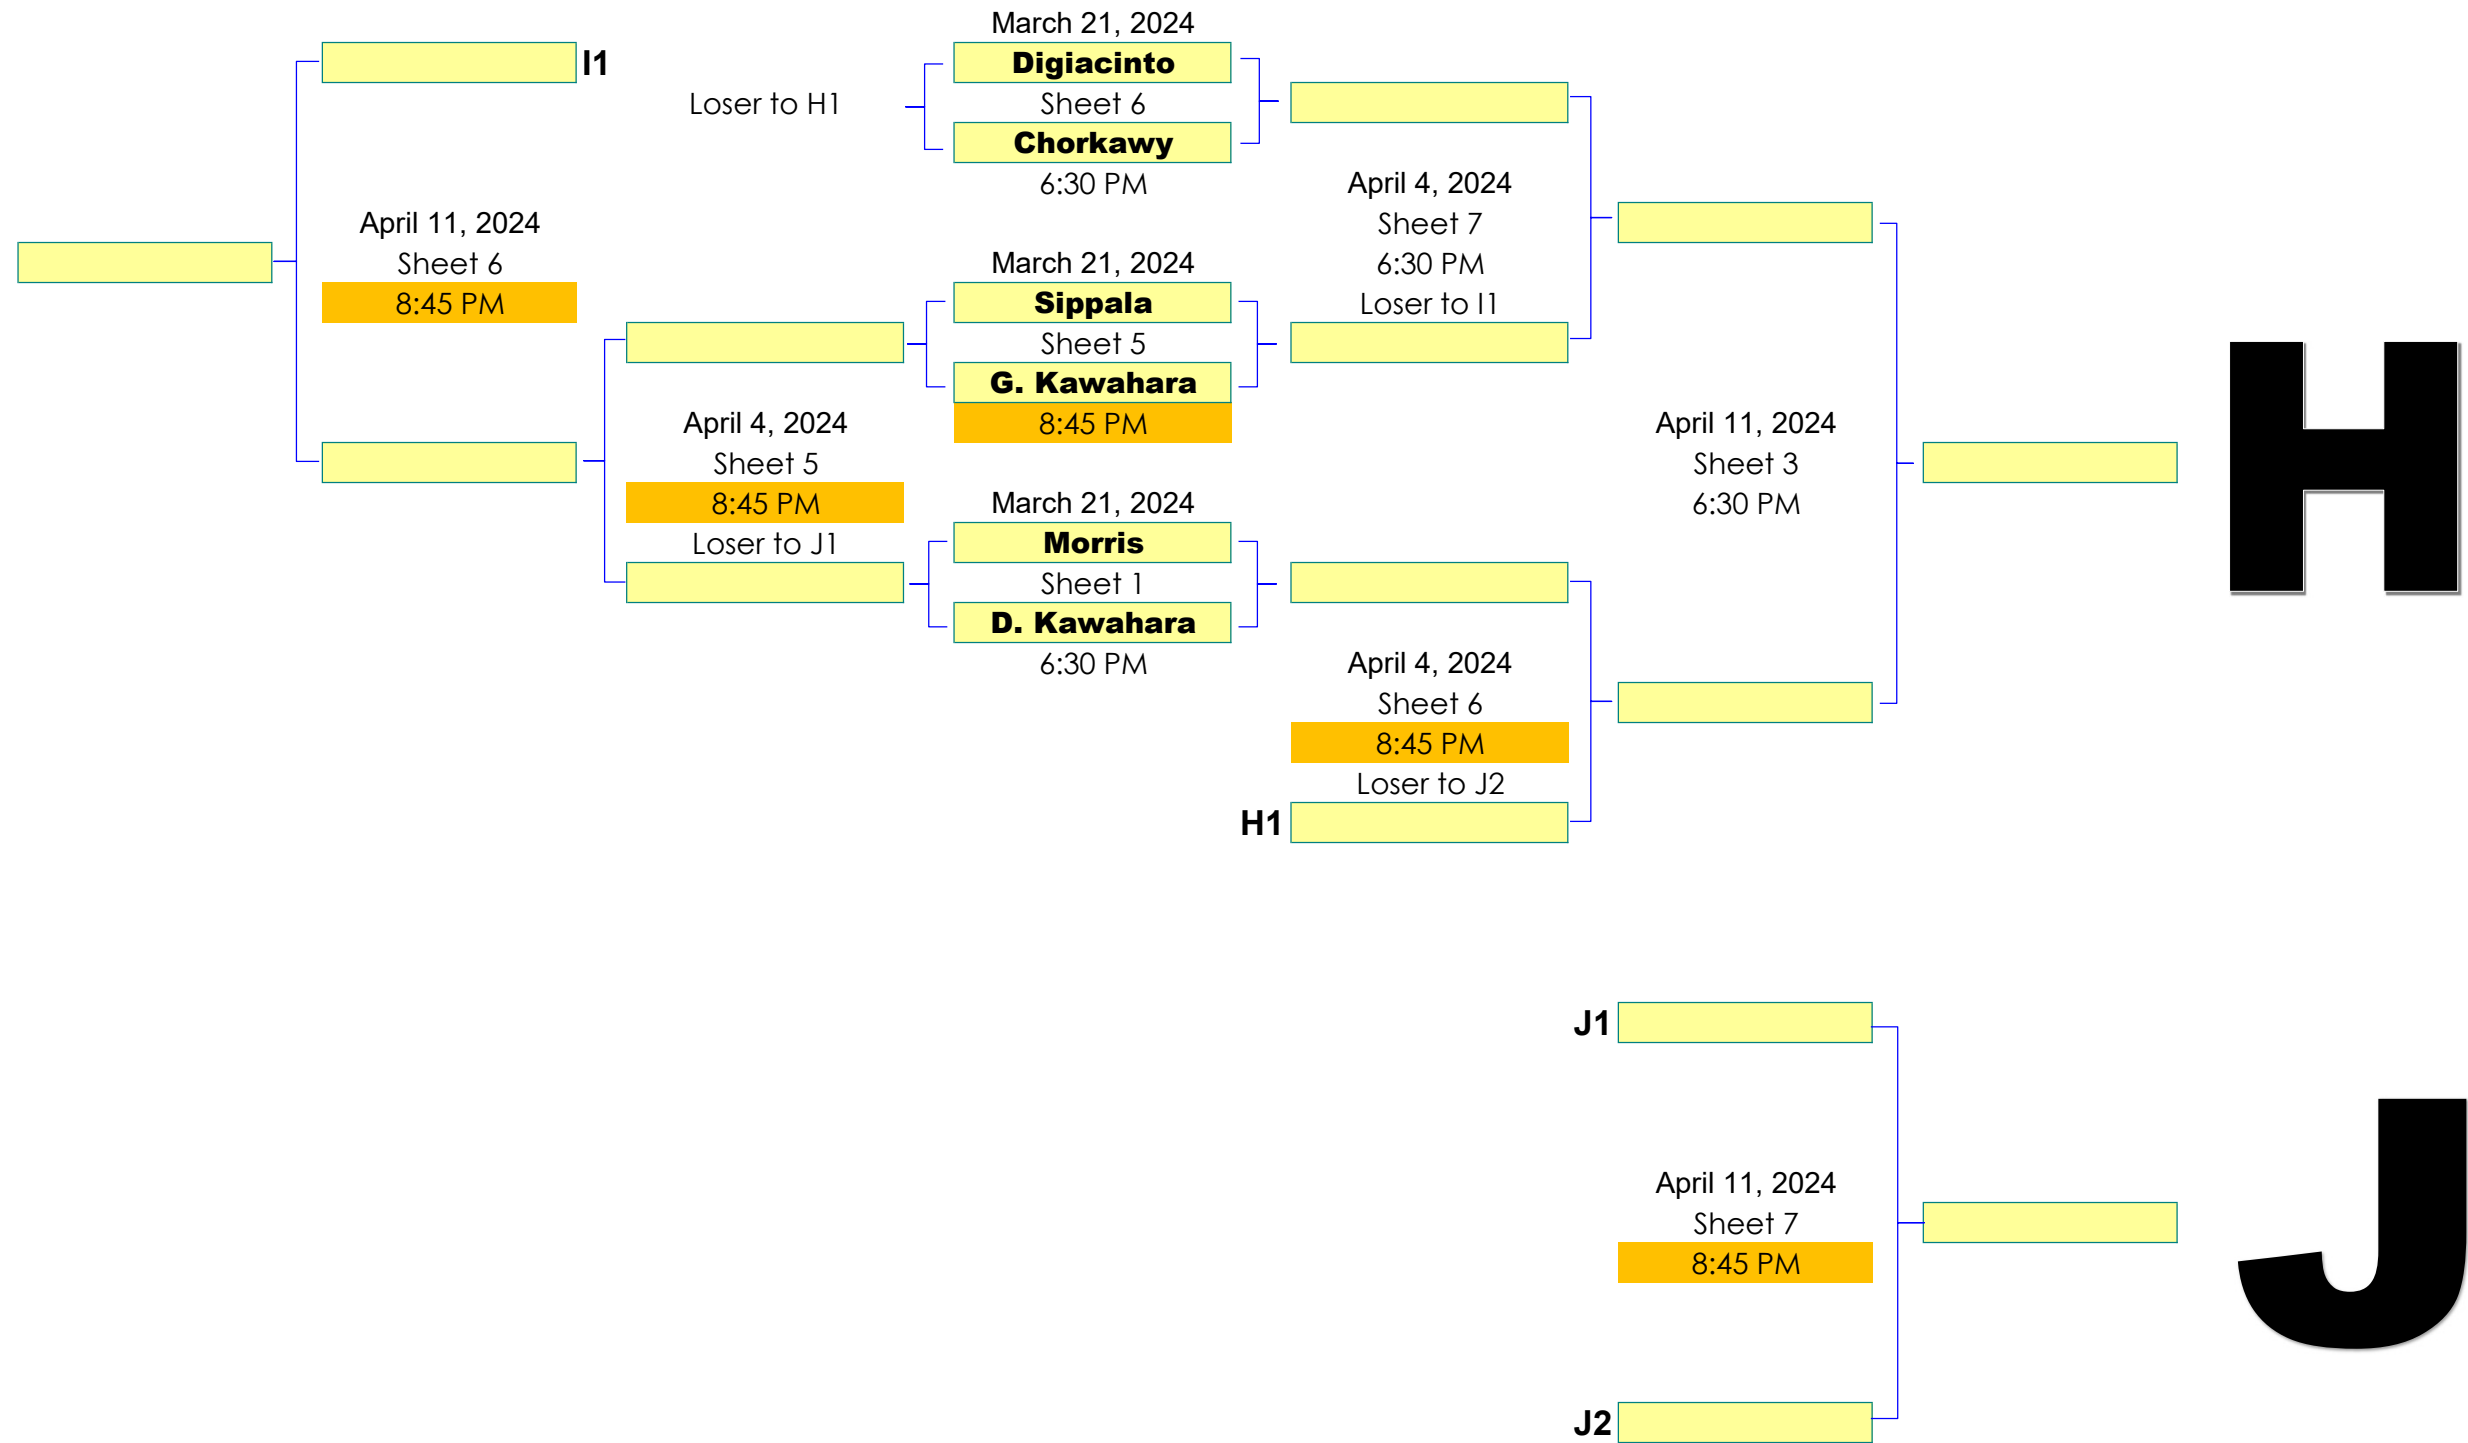 March 21, 2024
I1
Digiacinto
Loser to H1
Sheet 6
Chorkawy
6:30 PM
April 4, 2024
April 11, 2024
Sheet 7
Sheet 6
March 21, 2024
6:30 PM
8:45 PM
Sippala
Loser to I1
Sheet 5
G. Kawahara
April 4, 2024
8:45 PM
April 11, 2024
Sheet 5
Sheet 3
8:45 PM
March 21, 2024
6:30 PM
H
Loser to J1
Morris
Sheet 1
D. Kawahara
6:30 PM
April 4, 2024
Sheet 6
8:45 PM
Loser to J2
H1
J1
April 11, 2024
Sheet 7
8:45 PM
J
J2